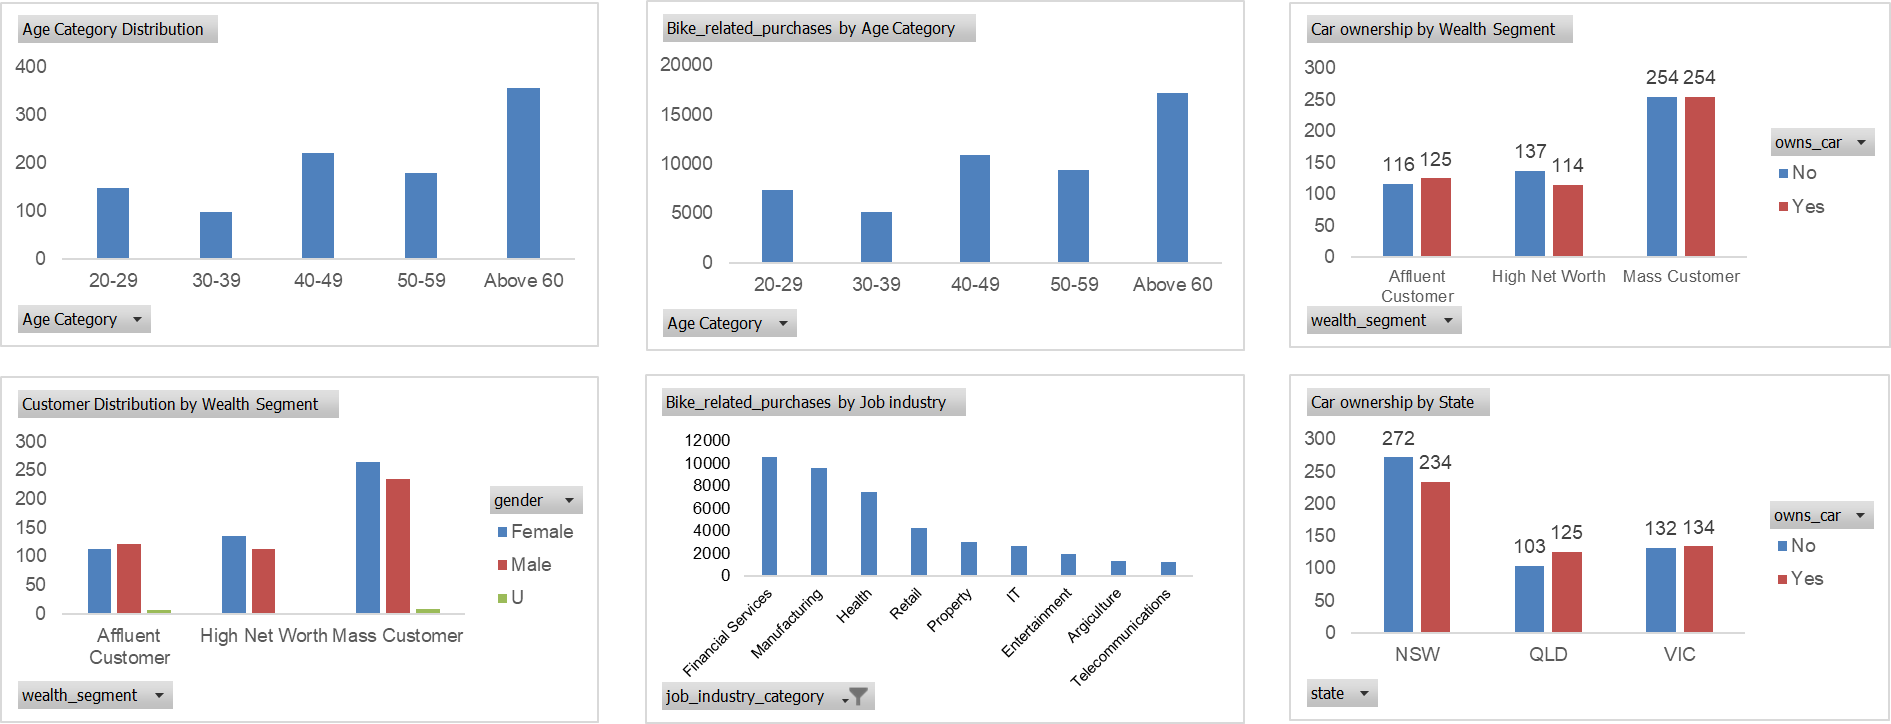 Age Category Distribution
400
300
200
100
0
20-29 30-39 40-49 50-59 Above 60
Age Category
Bike_related_purchases by Age Category
20000
15000
10000
5000
0
20-29 30-39 40-49 50-59 Above 60
Age Category
Car ownership by Wealth Segment
300
250
200
150
100
50
0
116 125 137 114 254 254
Affluent Customer High Net Worth Mass Customer
owns_car
No
Yes
wealth_segment
Customer Distribution by Wealth Segment
300
250
200
150
100
50
0
Affluent Customer High Net Worth Mass Customer
gender
Female
Male
U
wealth_segment
Bike_related_purchases by Job industry
12000
10000
8000
6000
4000
2000
0
Financial Services
Manufacturing
Health
Retail
Property
IT
Entertainment
Argiculture
Telecommunications
job_industry_category
Car ownership by State
300
250
200
150
100
50
0
272 234 103 125 132 134
NSW QLD VIC
owns_car
No
Yes
state